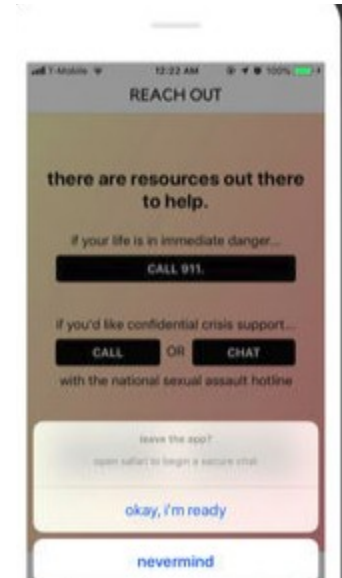 T-Mobile 12:22 AM 100%
REACH OUT
there are resources out there
to help.
if your life is in immediate danger...
CALL 911.
if you'd like confidential crisis support...
CALL OR CHAT
with the national sexual assault hotline
leave the app?
open safari to begin a secure chat
okay, i'm ready
nevermind